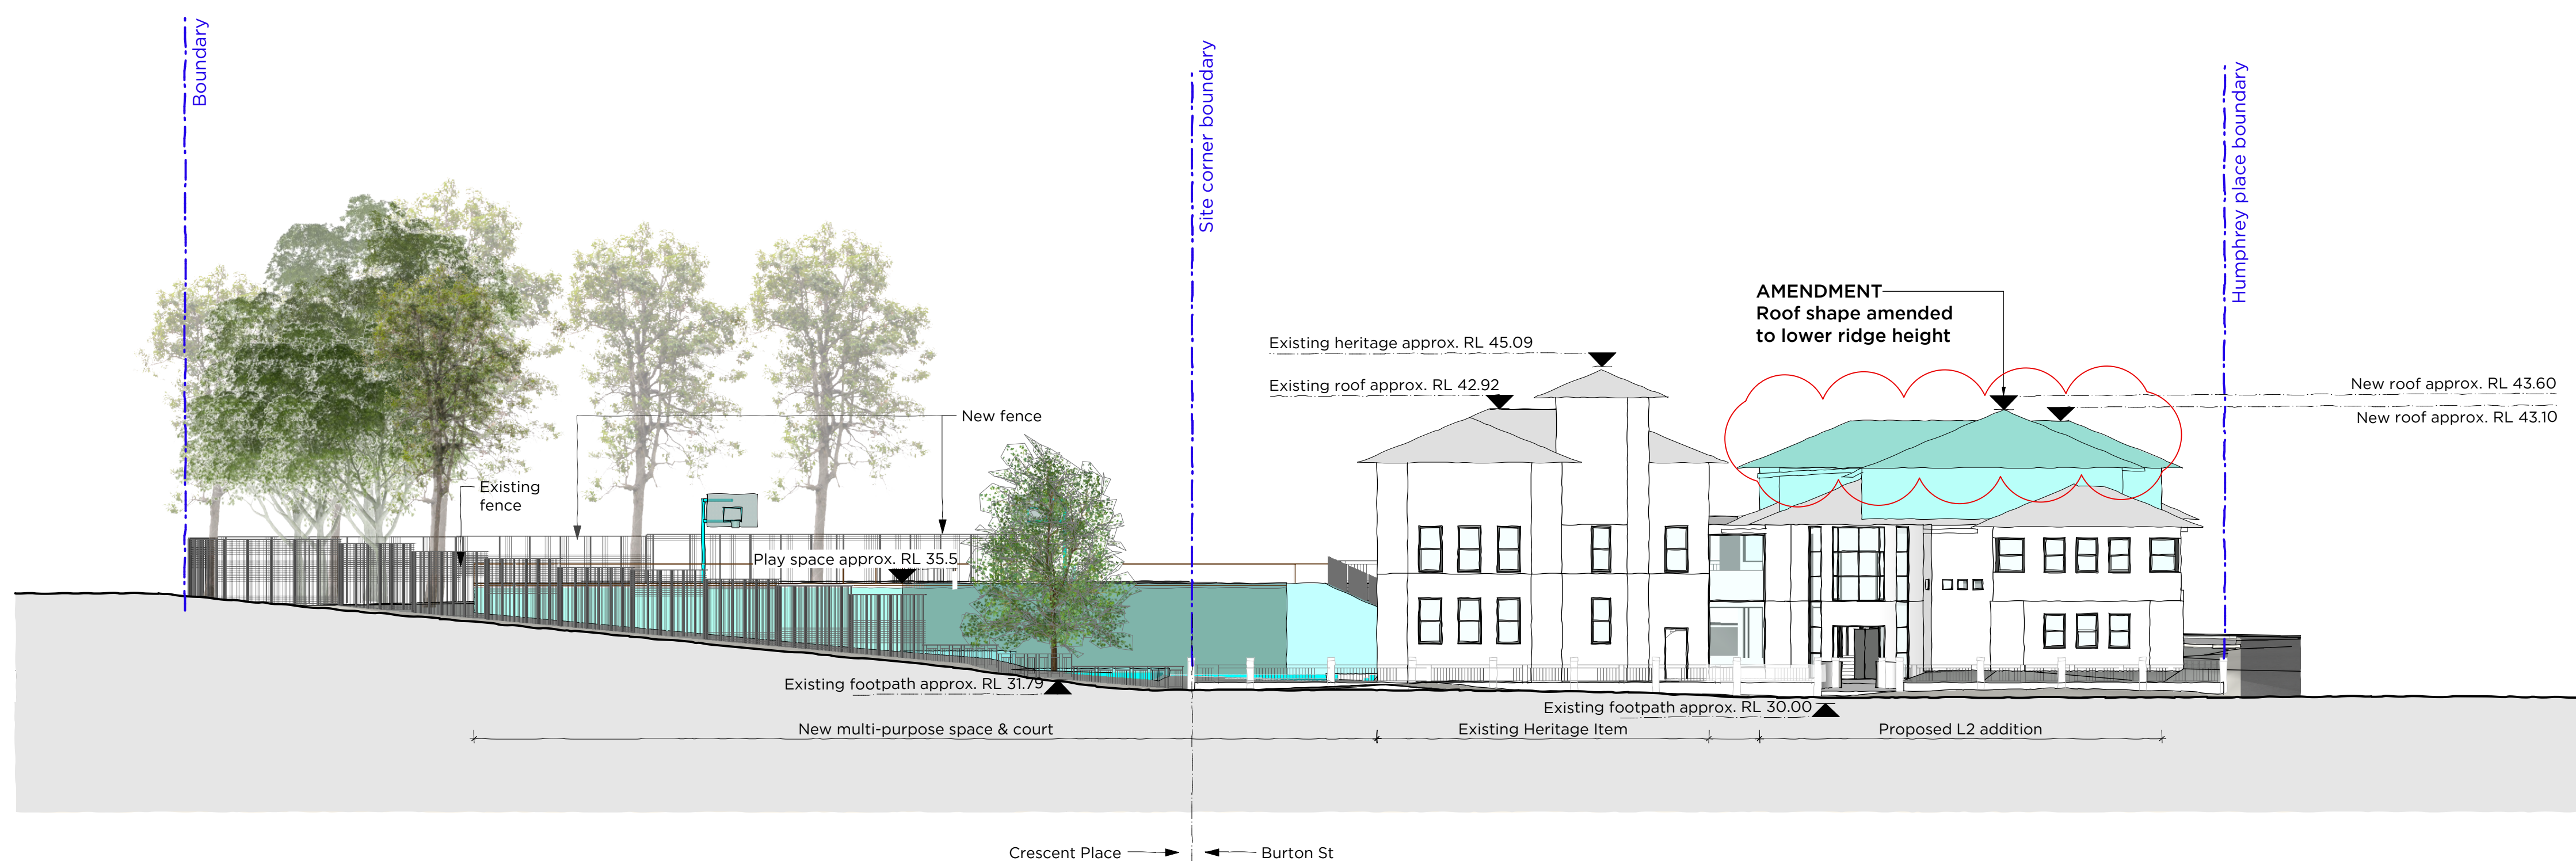 Boundary
Site corner boundary
Humphrey place boundary
AMENDMENT
Roof shape amended
to lower ridge height
Existing heritage approx. RL 45.09
Existing roof approx. RL 42.92
New roof approx. RL 43.60
New roof approx. RL 43.10
New fence
Existing
fence
Play space approx. RL 35.5
Existing footpath approx. RL 31.79
Existing footpath approx. RL 30.00
New multi-purpose space & court
Existing Heritage Item
Proposed L2 addition
Crescent Place
Burton St